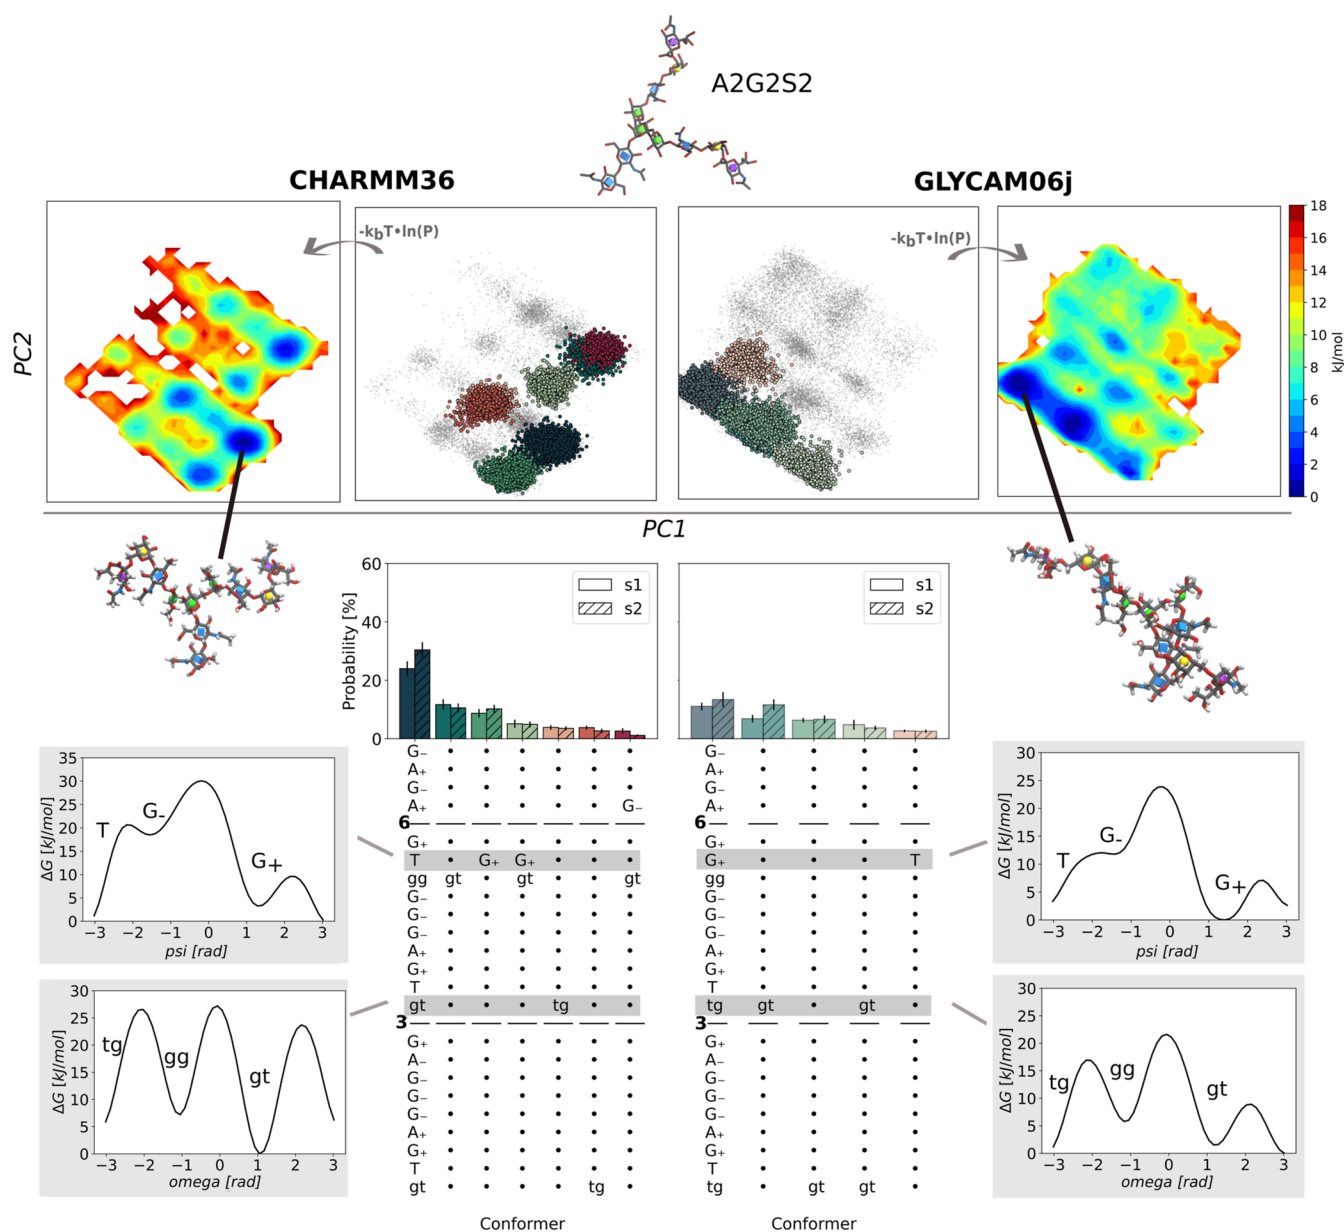 A2G2S2
CHARMM36
GLYCAM06j
-kbT•ln(P)
-kbT•ln(P)
PC2
18
16
14
12
10
8
6
4
2
0
kJ/mol
PC1
60
40
20
0
Probability [%]
s1
s2
s1
s2
G₋
A₊
G₋
A₊ G₋
6
G₊
T G₊ G₊
gg gt gt gt
G₋
G₋
G₋
A₊
G₊
T
gt tg
3
G₊
A₋
G₋
G₋
G₋
A₊
G₊
T
gt tg
Conformer
G₋
A₊
G₋
A₊
6
G₊
G₊ T
gg
G₋
G₋
G₋
A₊
G₊
T
tg gt gt
3
G₊
A₋
G₋
G₋
G₋
A₊
G₊
T
tg gt gt
Conformer
35
30
25
20
15
10
5
0
ΔG [kJ/mol]
T G- G+
−3 −2 −1 0 1 2 3
psi [rad]
30
25
20
15
10
5
0
ΔG [kJ/mol]
tg gg gt
−3 −2 −1 0 1 2 3
omega [rad]
30
25
20
15
10
5
0
ΔG [kJ/mol]
T G- G+
−3 −2 −1 0 1 2 3
psi [rad]
30
25
20
15
10
5
0
ΔG [kJ/mol]
tg gg gt
−3 −2 −1 0 1 2 3
omega [rad]